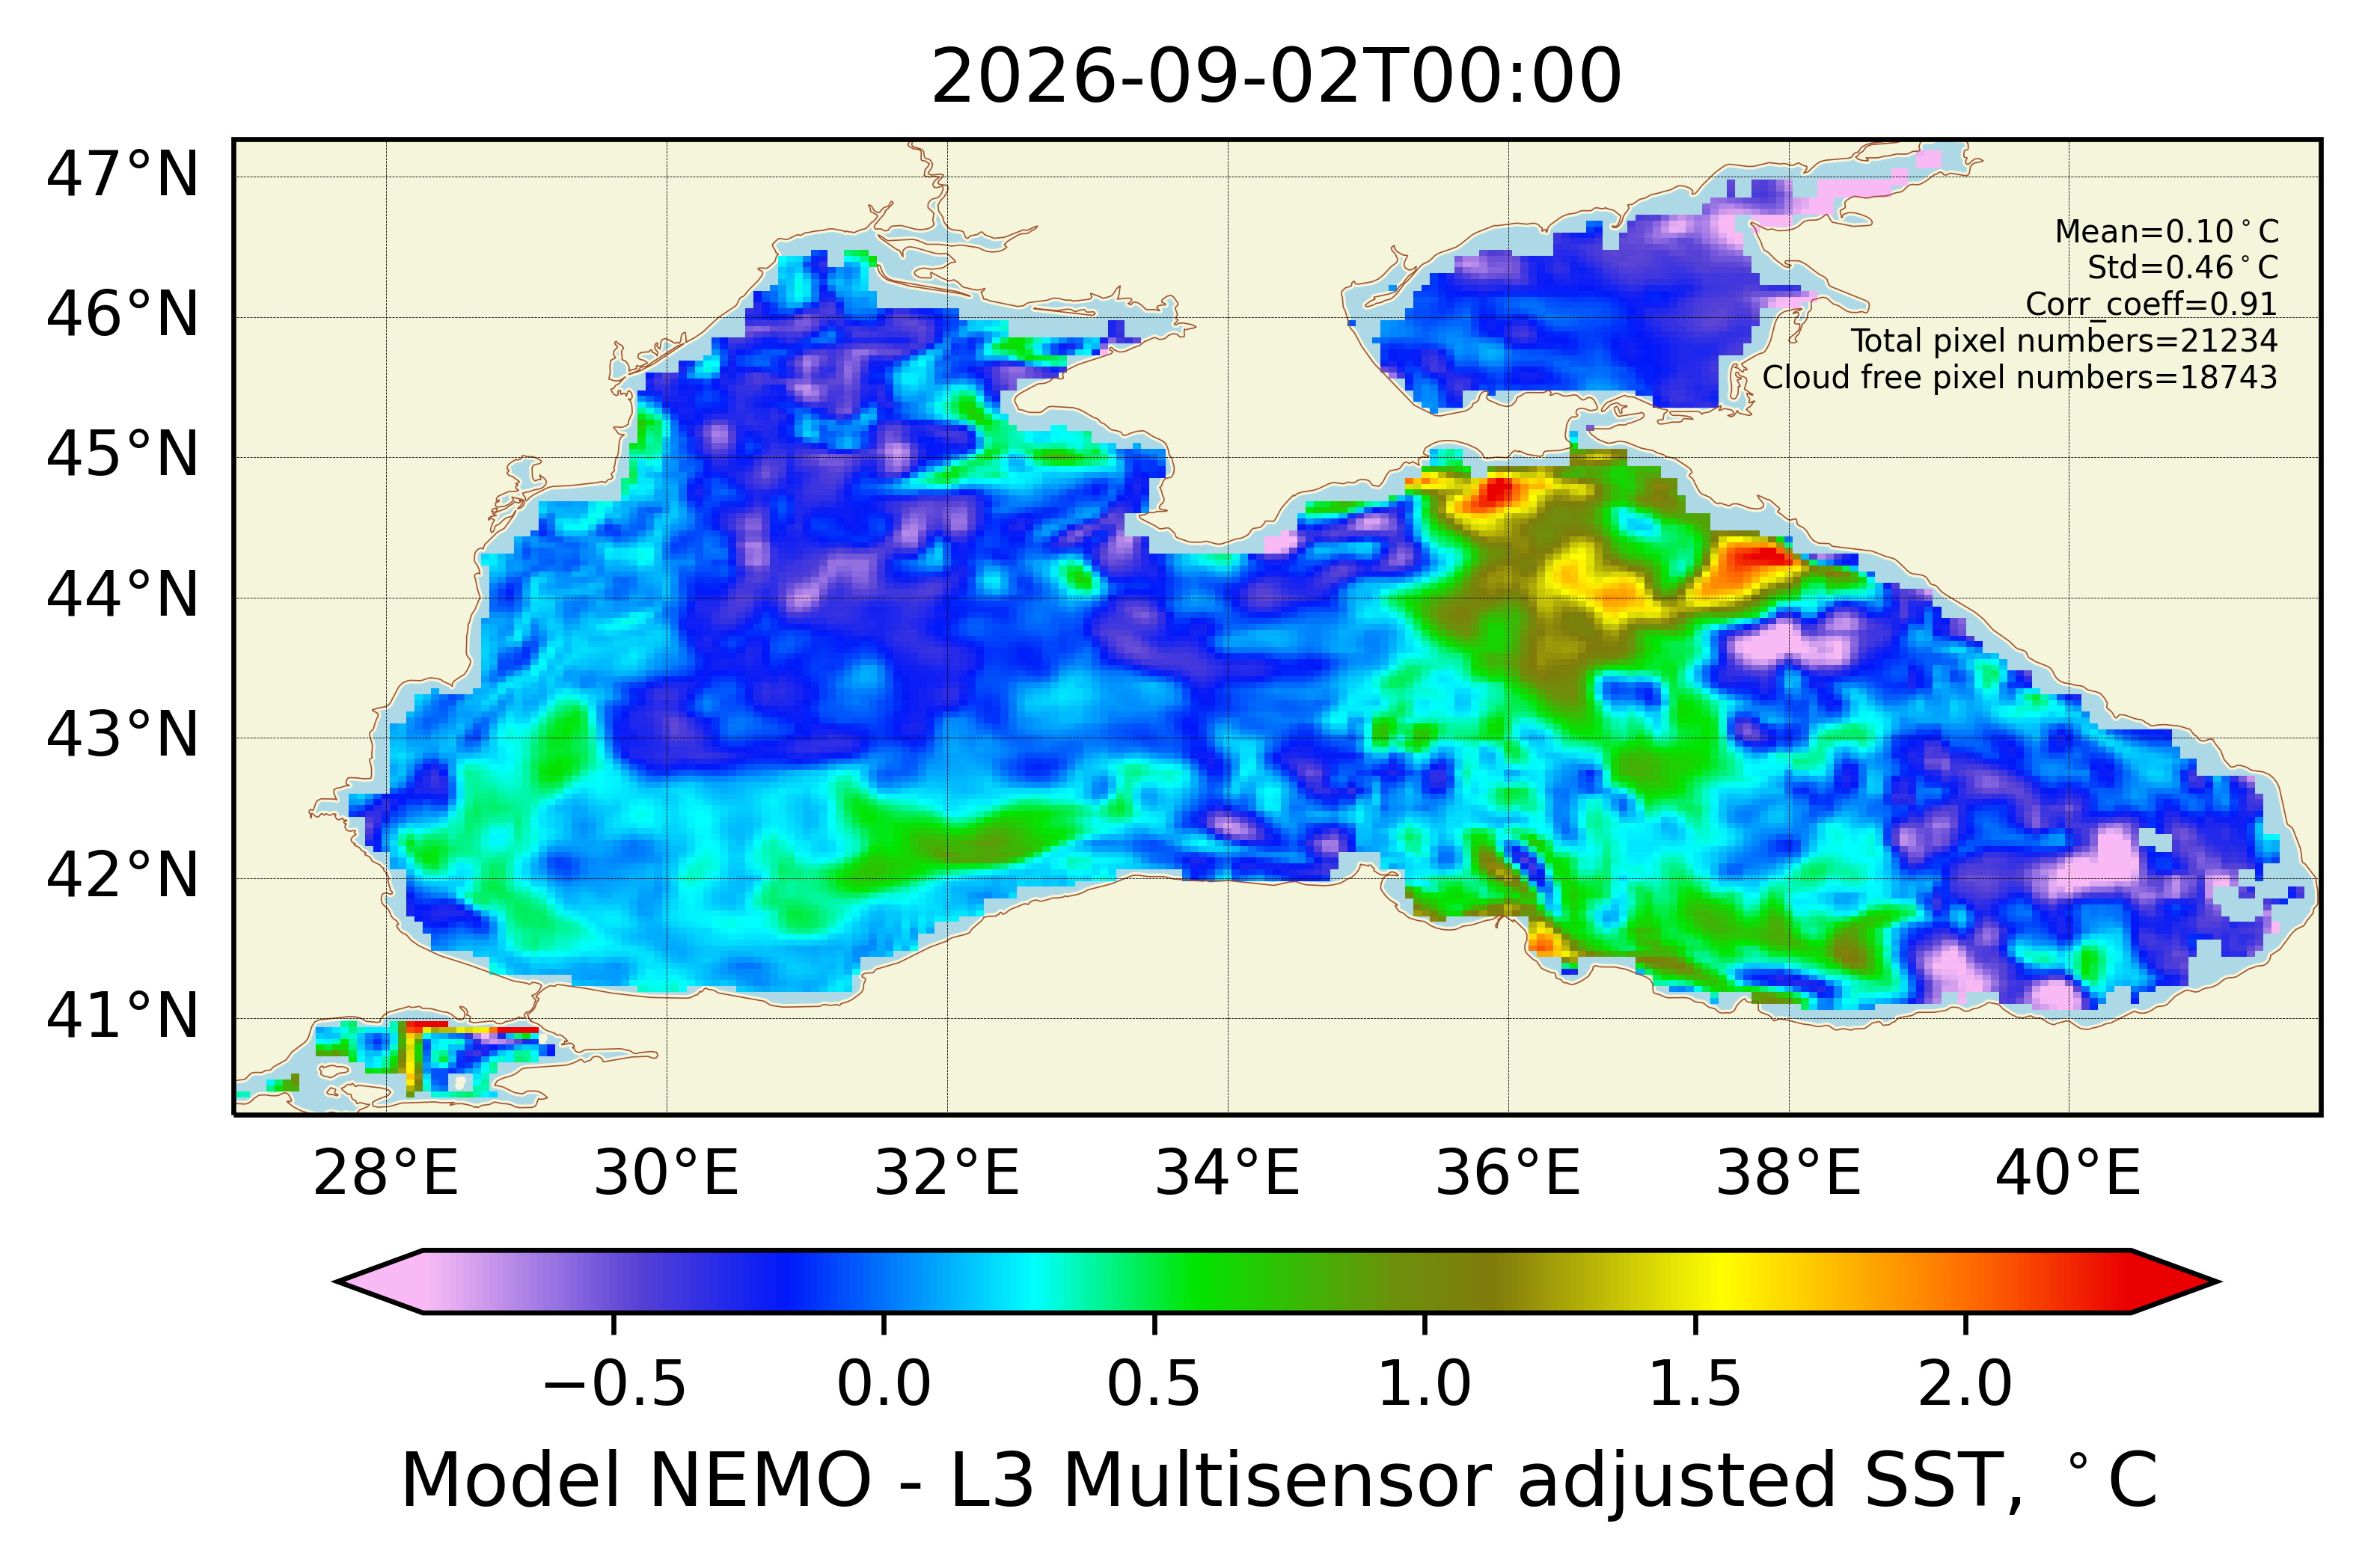 2026-09-02T00:00
47°N
46°N
45°N
44°N
43°N
42°N
41°N
Mean=0.10°C
Std=0.46°C
Corr_coeff=0.91
Total pixel numbers=21234
Cloud free pixel numbers=18743
28°E 30°E 32°E 34°E 36°E 38°E 40°E
−0.5 0.0 0.5 1.0 1.5 2.0
Model NEMO - L3 Multisensor adjusted SST, °C